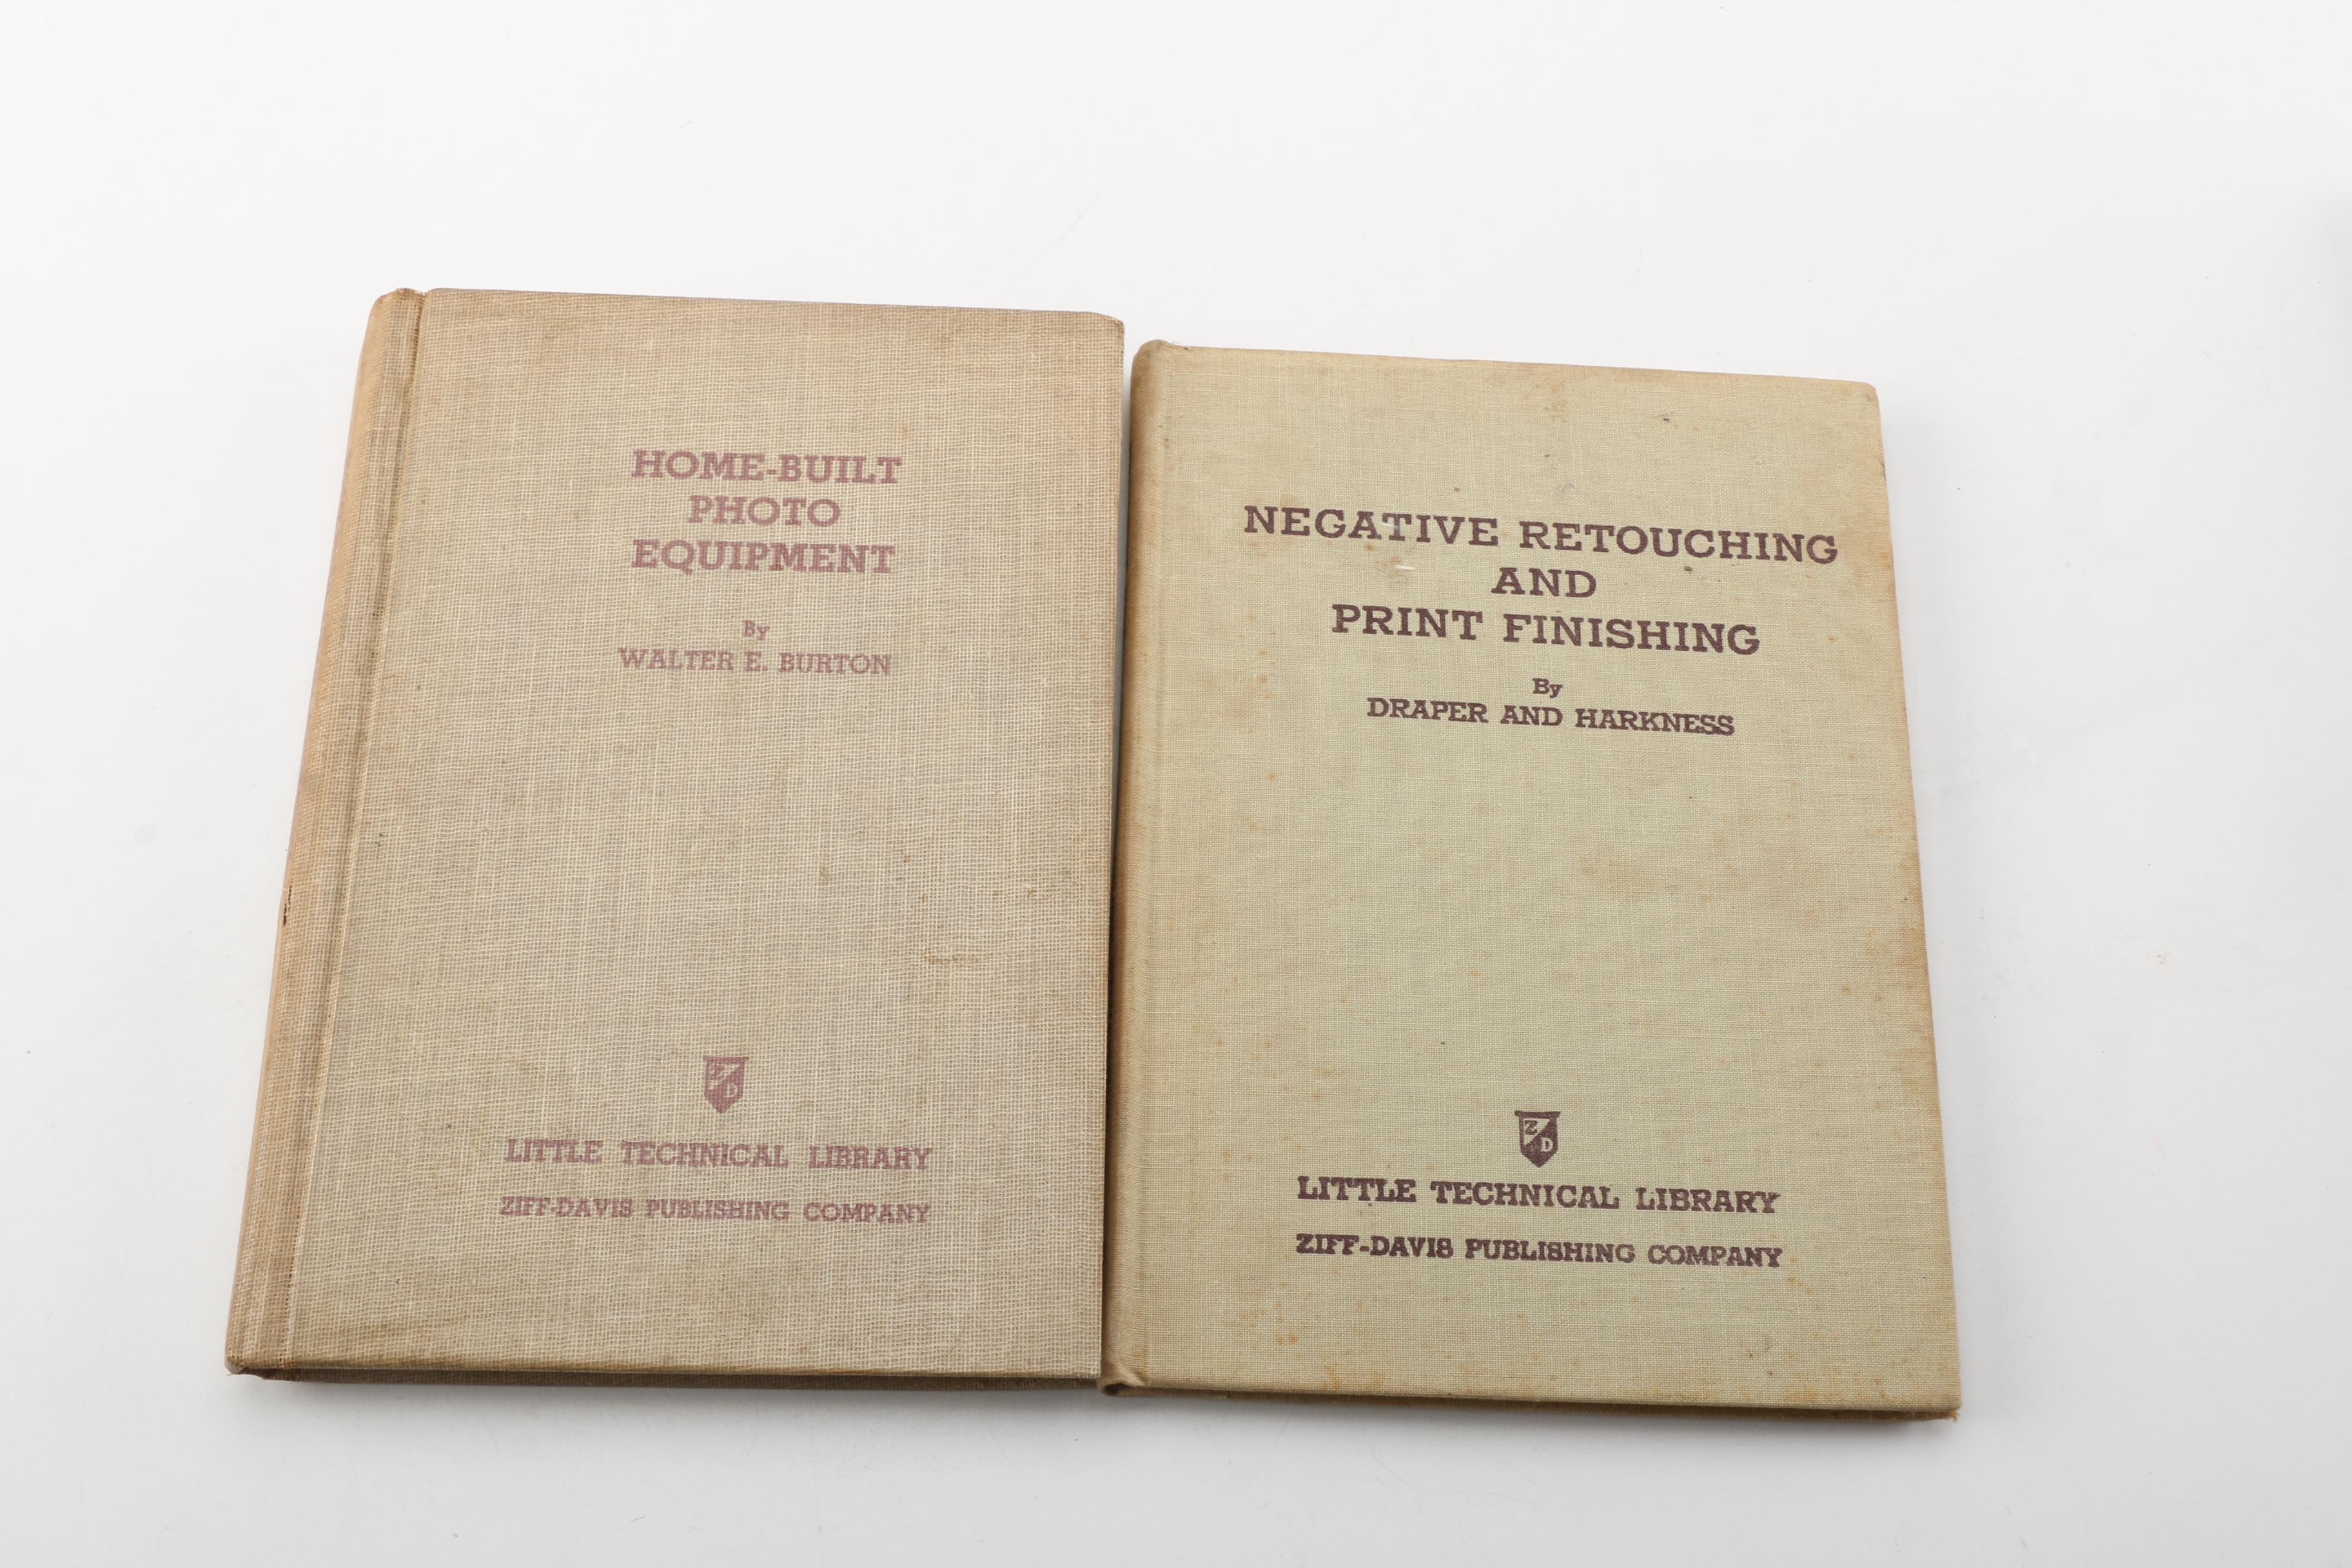 HOME-BUILT
PHOTO
EQUIPMENT
By
WALTER E. BURTON
Z
D
LITTLE TECHNICAL LIBRARY
ZIFF-DAVIS PUBLISHING COMPANY
NEGATIVE RETOUCHING
AND
PRINT FINISHING
By
DRAPER AND HARKNESS
Z
D
LITTLE TECHNICAL LIBRARY
ZIFF-DAVIS PUBLISHING COMPANY